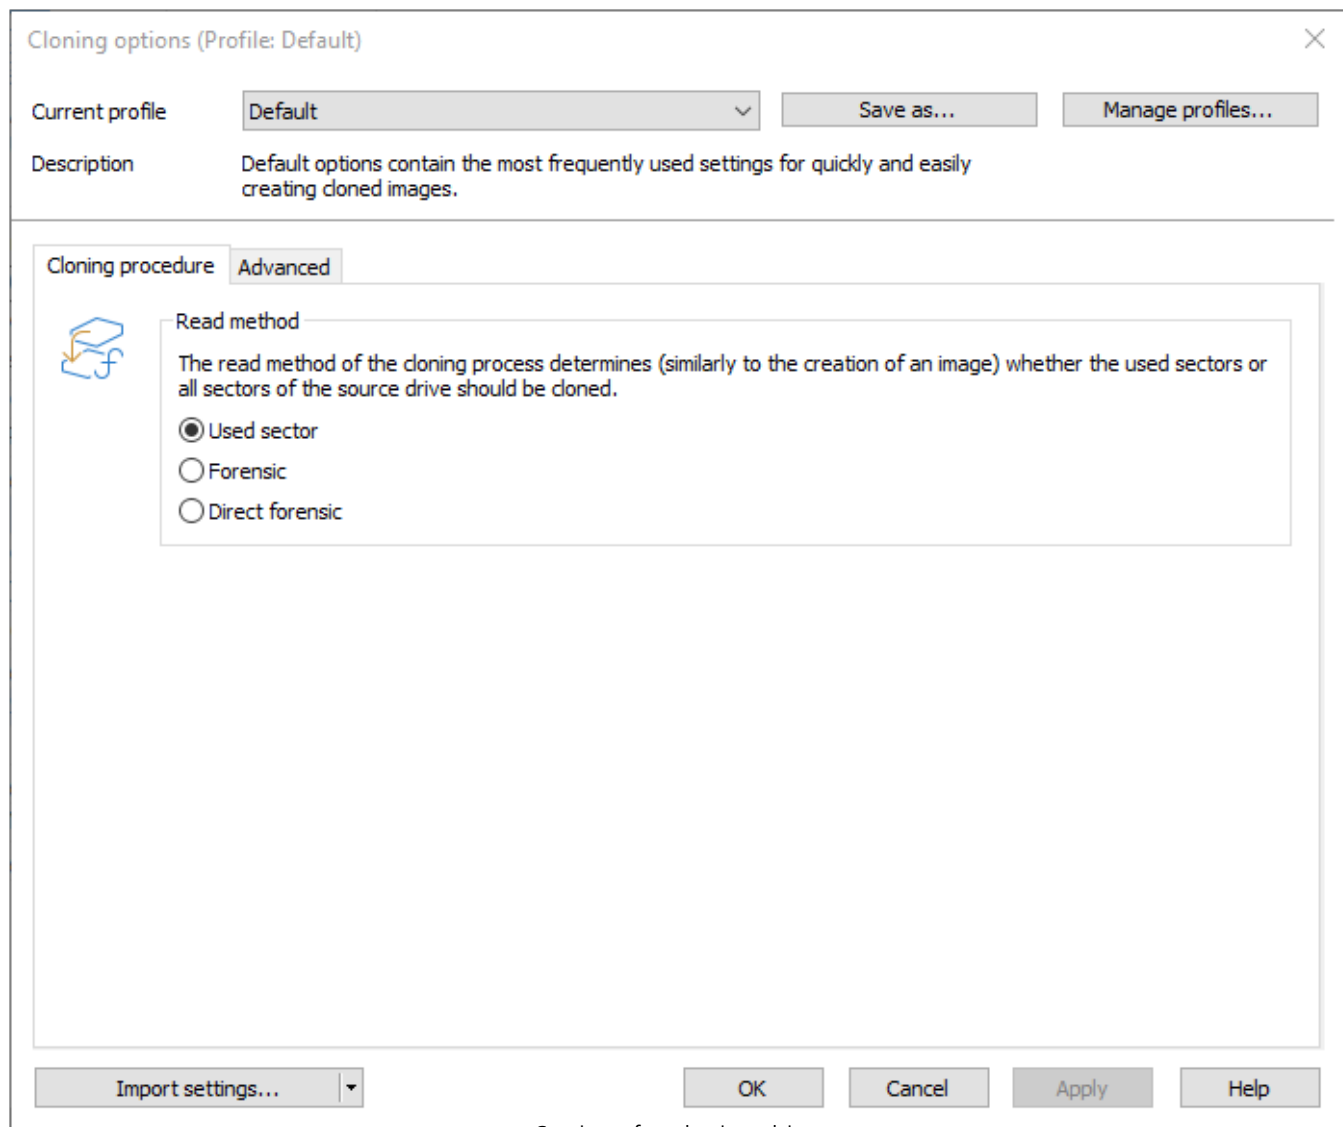 Cloning options (Profile: Default)
Current profile Default Save as... Manage profiles...
Description Default options contain the most frequently used settings for quickly and easily
creating cloned images.
Cloning procedure Advanced
Read method
The read method of the cloning process determines (similarly to the creation of an image) whether the used sectors or
all sectors of the source drive should be cloned.
Used sector
Forensic
Direct forensic
Import settings... OK Cancel Apply Help